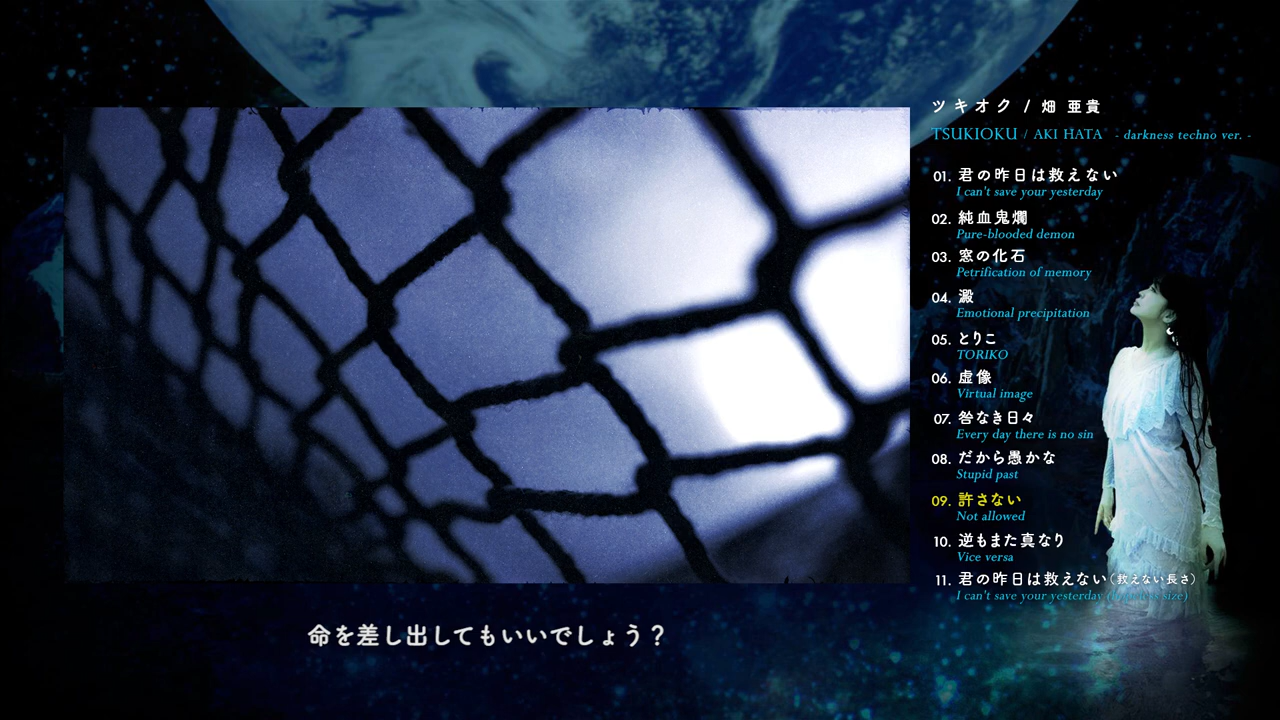 ツキオク / 畑 亜貴
TSUKIOKU / AKI HATA - darkness techno ver. -
01. 君の昨日は救えない
I can't save your yesterday
02. 純血鬼爛
Pure-blooded demon
03. 窓の化石
Petrification of memory
04. 澱
Emotional precipitation
05. とりこ
TORIKO
06. 虚像
Virtual image
07. 咎なき日々
Every day there is no sin
08. だから愚かな
Stupid past
09. 許さない
Not allowed
10. 逆もまた真なり
Vice versa
11. 君の昨日は救えない(救えない長さ)
I can't save your yesterday size)
命を差し出してもいいでしょう?